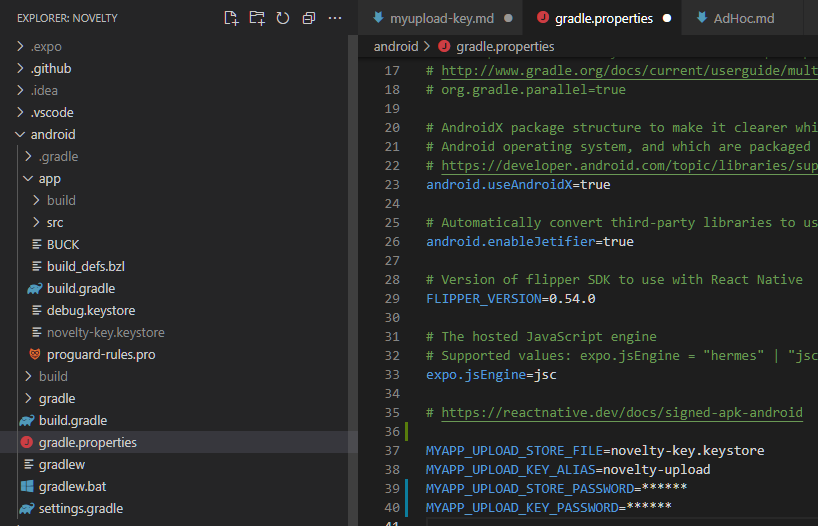 EXPLORER: NOVELTY
.expo
.github
.idea
.vscode
android
.gradle
app
build
src
BUCK
build_defs.bzl
build.gradle
debug.keystore
novelty-key.keystore
proguard-rules.pro
build
gradle
build.gradle
gradle.properties
gradlew
gradlew.bat
settings.gradle
myupload-key.md
gradle.properties
AdHoc.md
android > gradle.properties
17 # http://www.gradle.org/docs/current/userguide/mult
18 # org.gradle.parallel=true
19
20 # AndroidX package structure to make it clearer whi
21 # Android operating system, and which are packaged
22 # https://developer.android.com/topic/libraries/sup
23 android.useAndroidX=true
24
25 # Automatically convert third-party libraries to us
26 android.enableJetifier=true
27
28 # Version of flipper SDK to use with React Native
29 FLIPPER_VERSION=0.54.0
30
31 # The hosted JavaScript engine
32 # Supported values: expo.jsEngine = "hermes" | "jsc
33 expo.jsEngine=jsc
34
35 # https://reactnative.dev/docs/signed-apk-android
36
37 MYAPP_UPLOAD_STORE_FILE=novelty-key.keystore
38 MYAPP_UPLOAD_KEY_ALIAS=novelty-upload
39 MYAPP_UPLOAD_STORE_PASSWORD=******
40 MYAPP_UPLOAD_KEY_PASSWORD=******